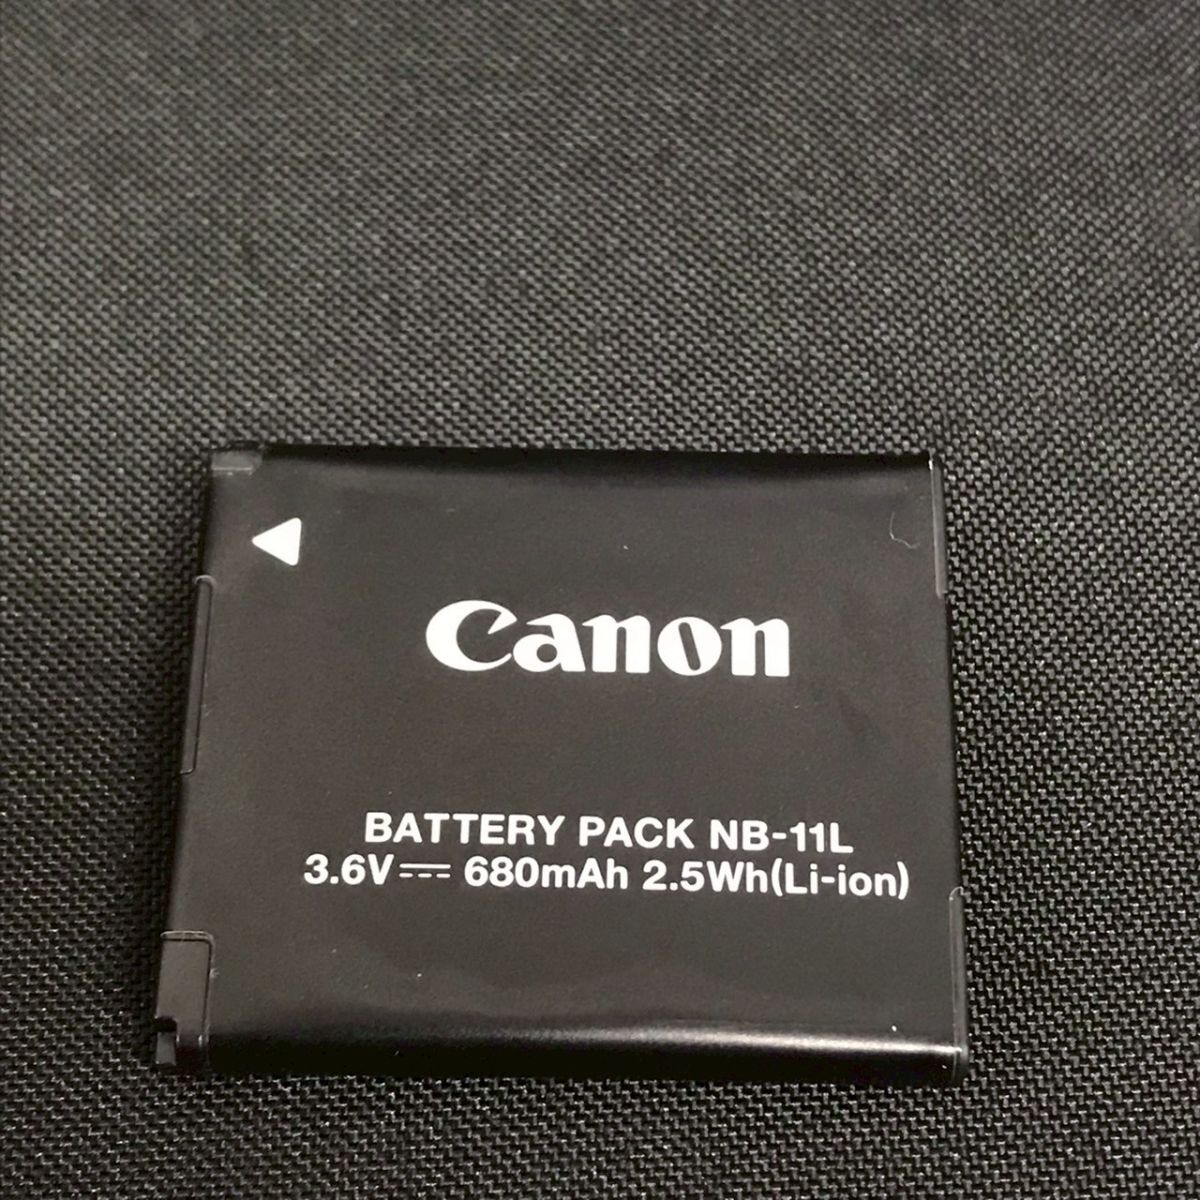 Canon
BATTERY PACK NB-11L
3.6V⎓ 680mAh 2.5Wh(Li-ion)